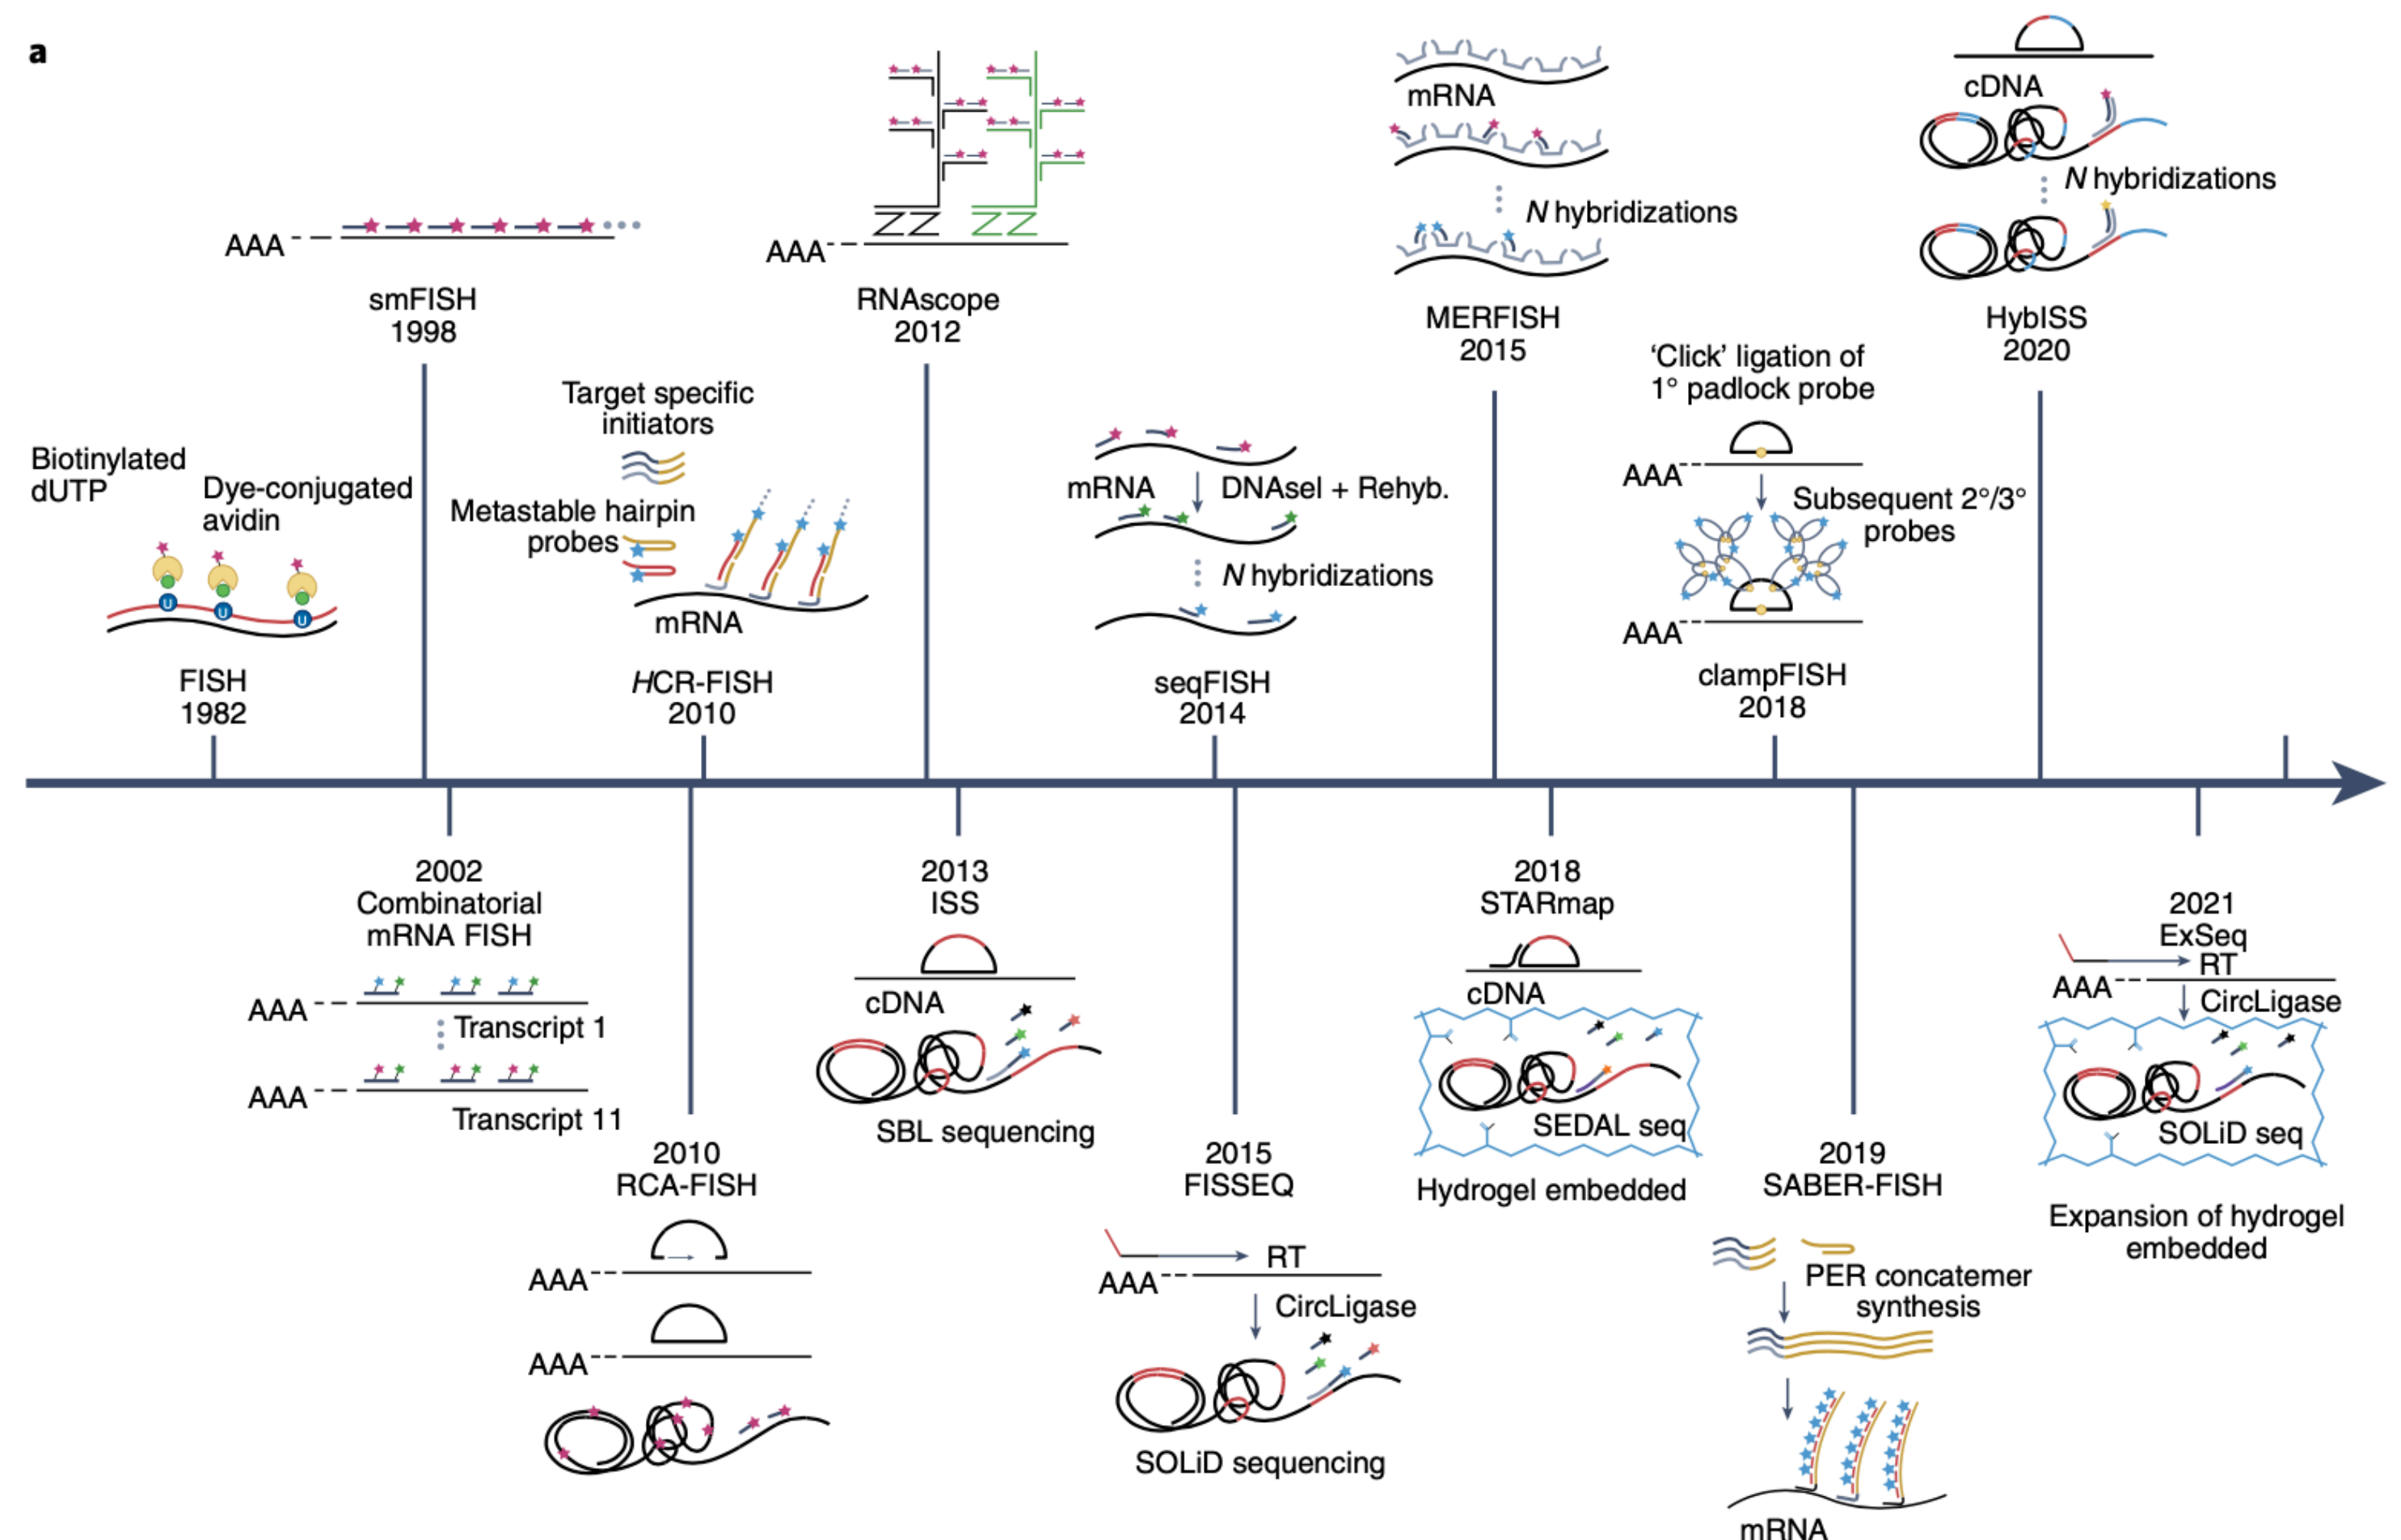 a
Biotinylated
dUTP
Dye-conjugated
avidin
U
U
U
FISH
1982
AAA
smFISH
1998
Target specific
initiators
Metastable hairpin
probes
mRNA
HCR-FISH
2010
AAA
RNAscope
2012
mRNA
DNAseI + Rehyb.
N hybridizations
seqFISH
2014
mRNA
N hybridizations
MERFISH
2015
‘Click’ ligation of
1° padlock probe
AAA
Subsequent 2°/3°
probes
AAA
clampFISH
2018
cDNA
N hybridizations
HybISS
2020
2002
Combinatorial
mRNA FISH
AAA
Transcript 1
AAA
Transcript 11
2010
RCA-FISH
AAA
AAA
2013
ISS
cDNA
SBL sequencing
2015
FISSEQ
RT
AAA
CircLigase
SOLiD sequencing
2018
STARmap
cDNA
SEDAL seq
Hydrogel embedded
2019
SABER-FISH
PER concatemer
synthesis
mRNA
2021
ExSeq
RT
AAA
CircLigase
SOLiD seq
Expansion of hydrogel
embedded